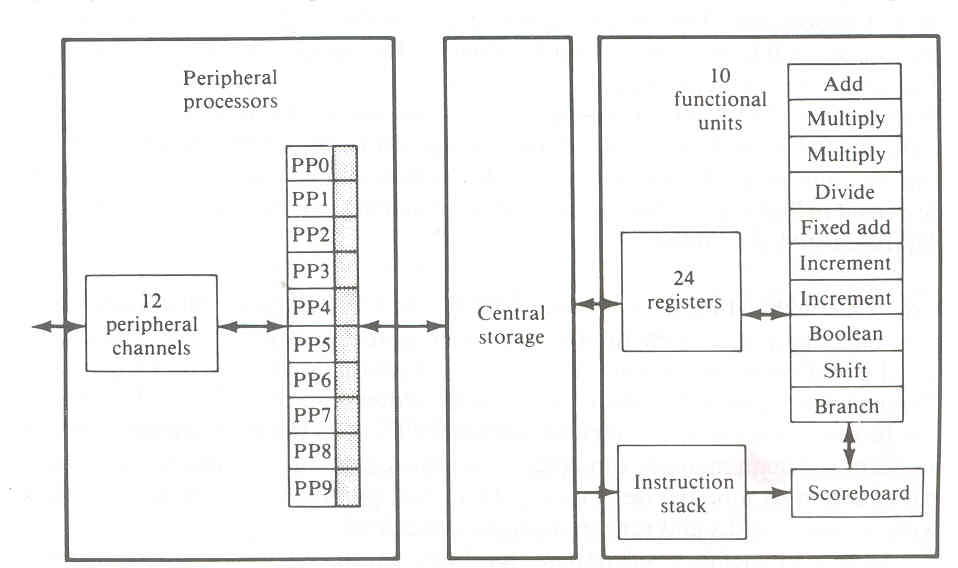 Peripheral
processors
PP0
PP1
PP2
PP3
PP4
PP5
PP6
PP7
PP8
PP9
12
peripheral
channels
Central
storage
10
functional
units
Add
Multiply
Multiply
Divide
Fixed add
Increment
Increment
Boolean
Shift
Branch
24
registers
Instruction
stack
Scoreboard